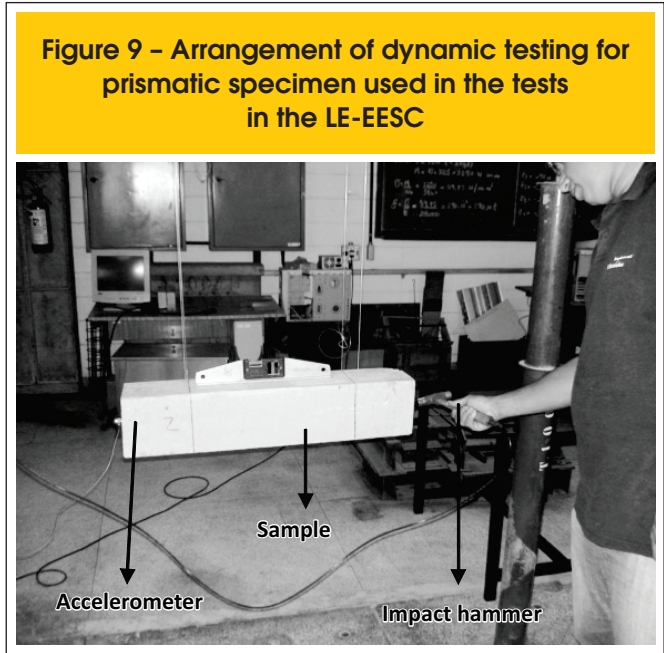 Figure 9 – Arrangement of dynamic testing for
prismatic specimen used in the tests
in the LE-EESC
2
Sample
Accelerometer
Impact hammer